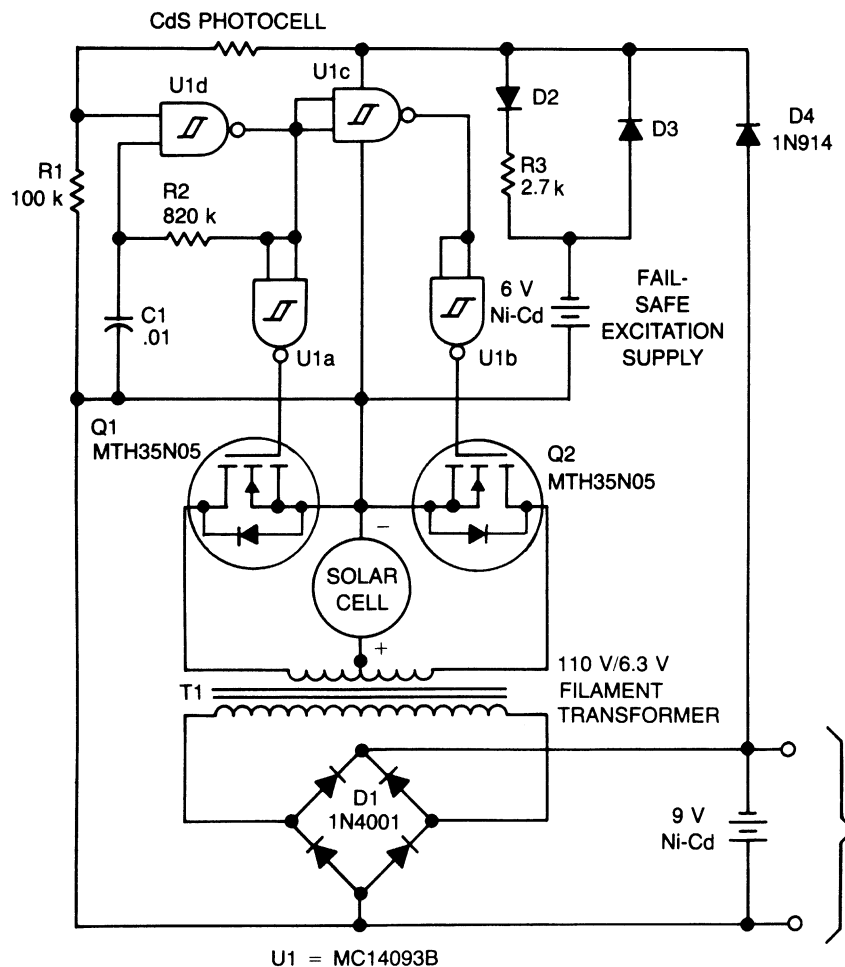 CdS PHOTOCELL
U1d
U1c
D2
D3
D4
1N914
R1
100 k
R2
820 k
R3
2.7 k
C1
.01
U1a
6 V
Ni-Cd
U1b
FAIL-
SAFE
EXCITATION
SUPPLY
Q1
MTH35N05
Q2
MTH35N05
−
SOLAR
CELL
+
T1
110 V/6.3 V
FILAMENT
TRANSFORMER
D1
1N4001
9 V
Ni-Cd
U1 = MC14093B